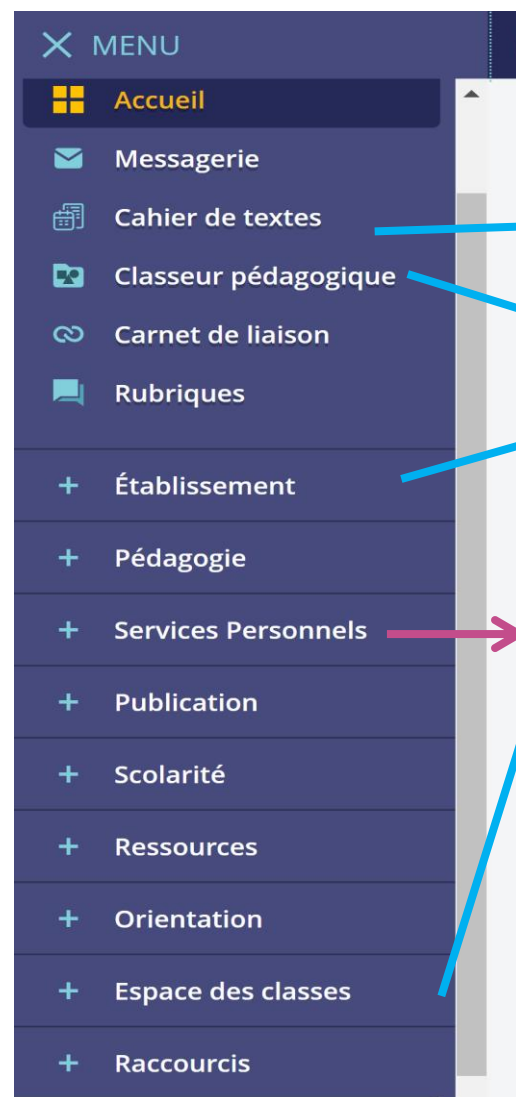 MENU
Accueil
Messagerie
Cahier de textes
Classeur pédagogique
Carnet de liaison
Rubriques
+ Établissement
+ Pédagogie
+ Services Personnels
+ Publication
+ Scolarité
+ Ressources
+ Orientation
+ Espace des classes
+ Raccourcis